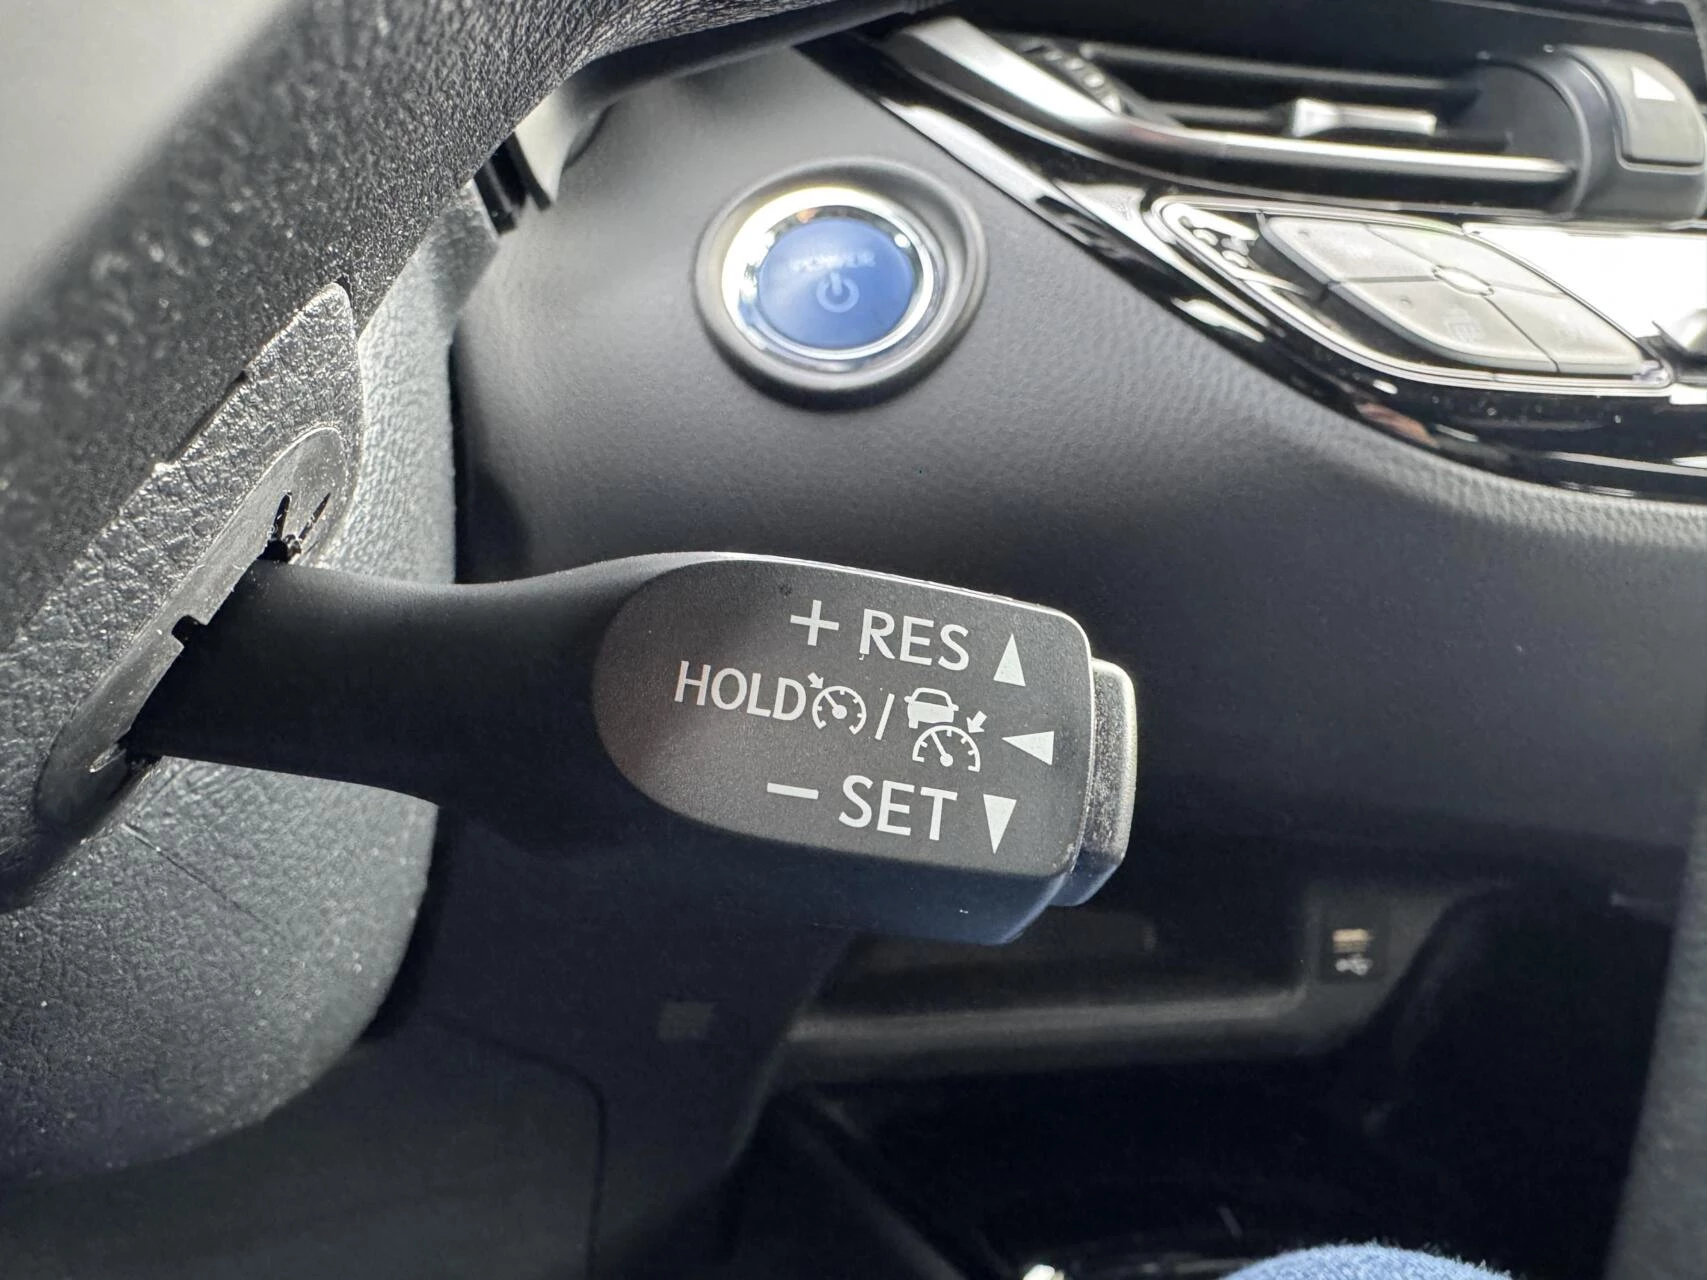 POWER
+ RES
HOLD /
− SET